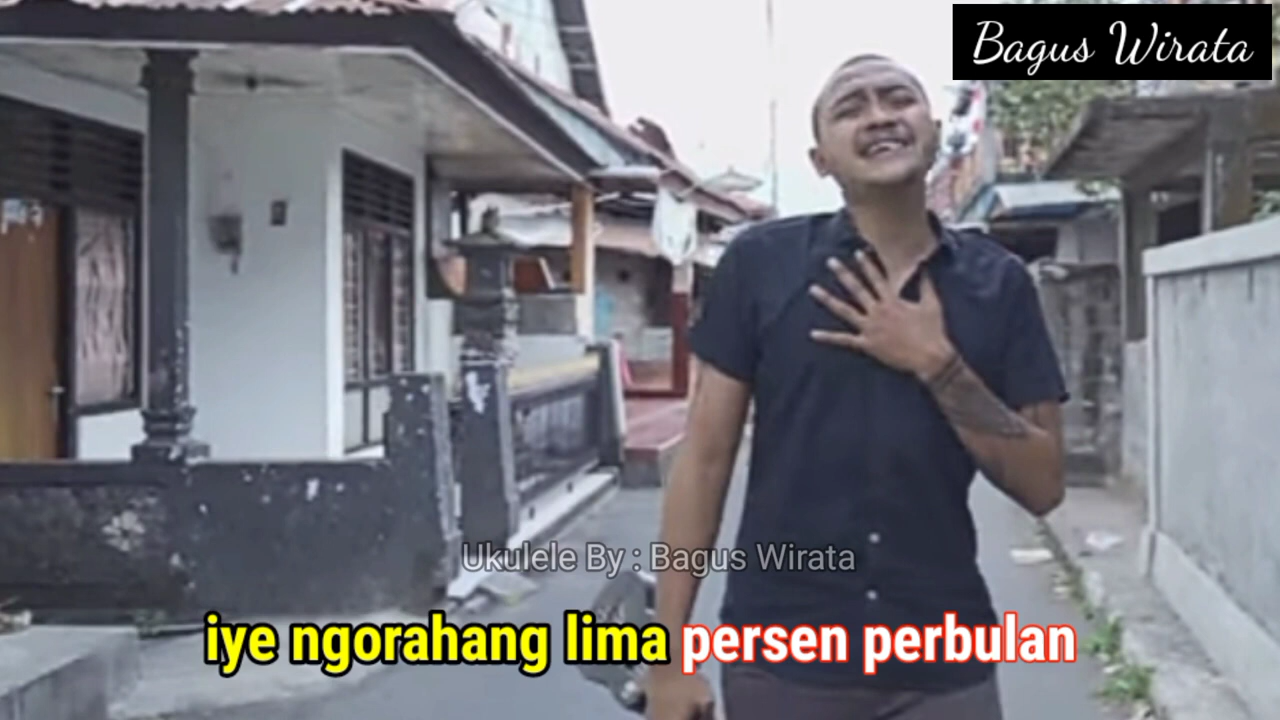 Bagus Wirata
Ukulele By : Bagus Wirata
iye ngorahang lima persen perbulan